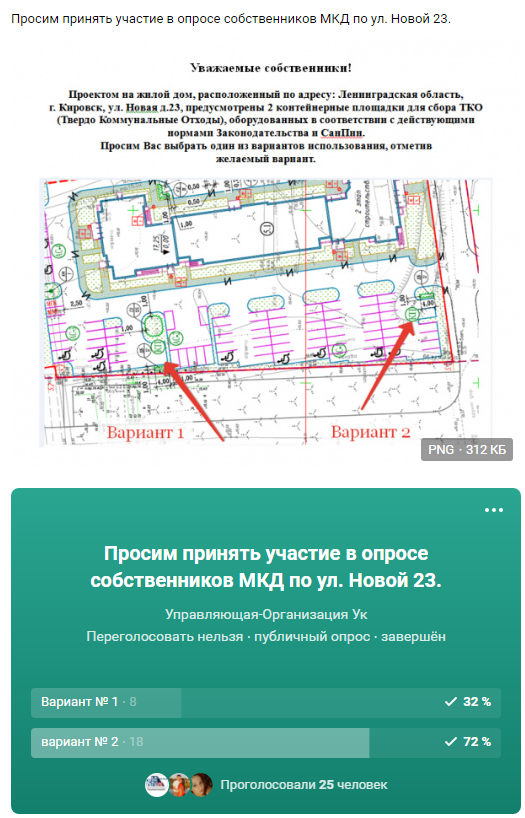 Просим принять участие в опросе собственников МКД по ул. Новой 23.
Уважаемые собственники!
Проектом на жилой дом, расположенный по адресу: Ленинградская область,
г. Кировск, ул. Новая д.23, предусмотрены 2 контейнерные площадки для сбора ТКО
(Твердо Коммунальные Отходы), оборудованных в соответствии с действующими
нормами Законодательства и СанПин.
Просим Вас выбрать один из вариантов использования, отметив
желаемый вариант.
Вариант 1
Вариант 2
PNG · 312 КБ
Просим принять участие в опросе
собственников МКД по ул. Новой 23.
Управляющая-Организация Ук
Переголосовать нельзя · публичный опрос · завершён
Вариант № 1 · 8 32 %
вариант № 2 · 18 72 %
Проголосовали 25 человек